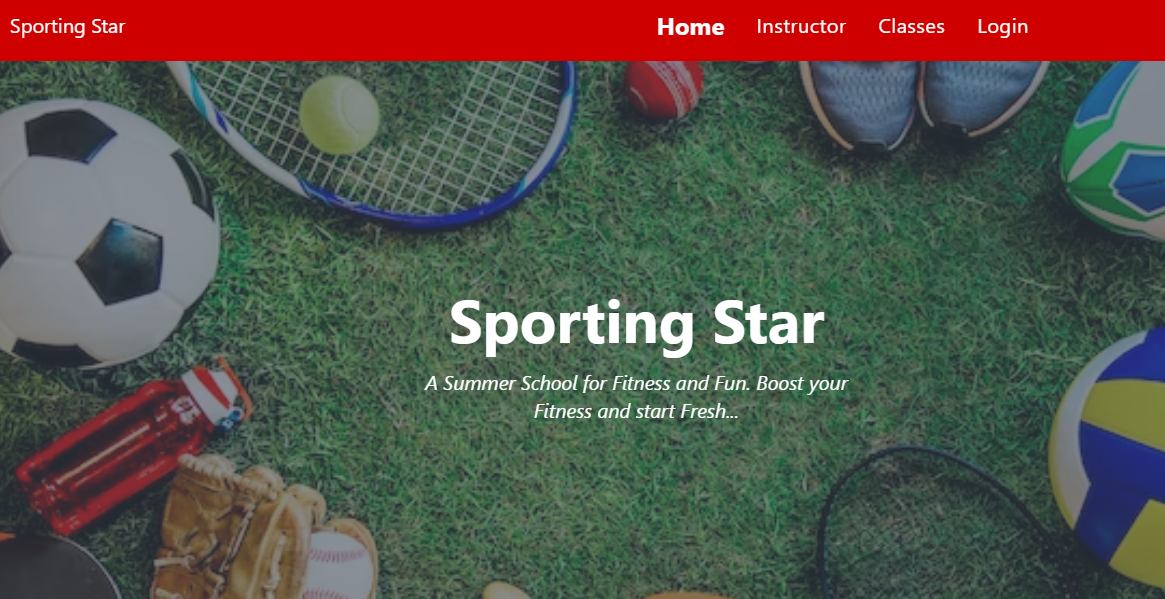 Sporting Star
Home Instructor Classes Login
Sporting Star
A Summer School for Fitness and Fun. Boost your
Fitness and start Fresh...